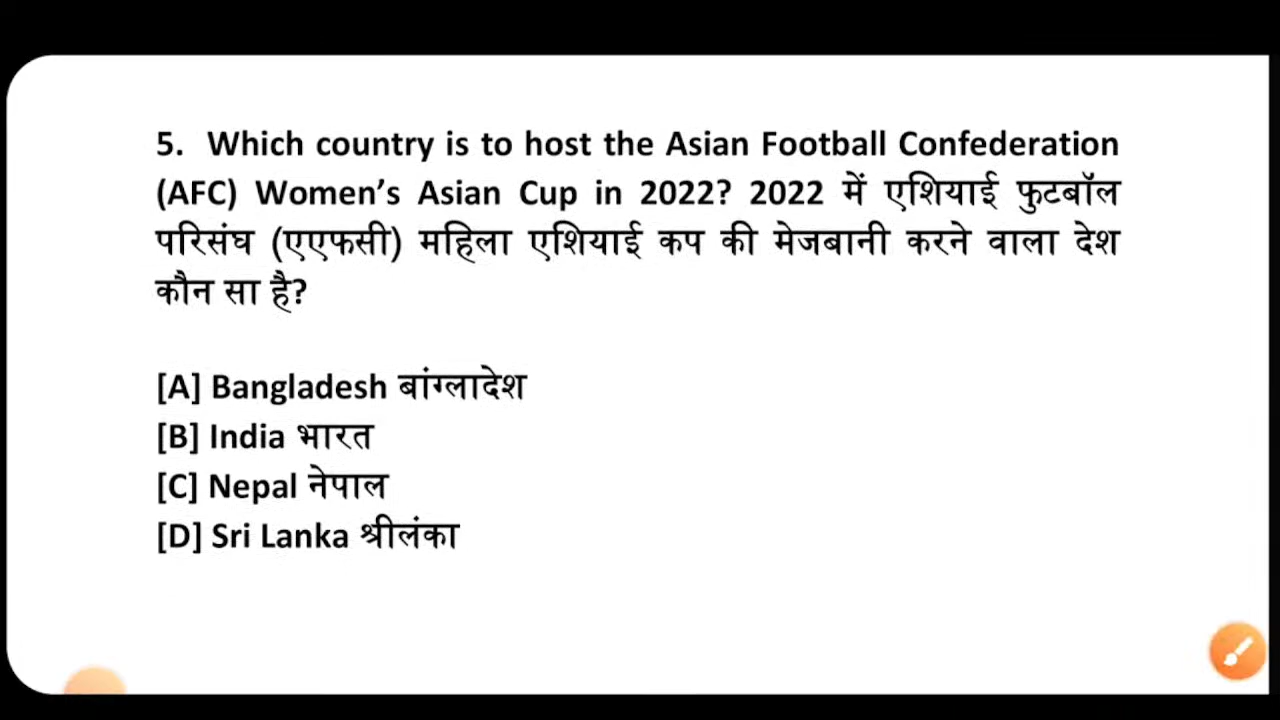 5. Which country is to host the Asian Football Confederation
(AFC) Women’s Asian Cup in 2022? 2022 में एशियाई फुटबॉल
परिसंघ (एएफसी) महिला एशियाई कप की मेजबानी करने वाला देश
कौन सा है?
[A] Bangladesh बांग्लादेश
[B] India भारत
[C] Nepal नेपाल
[D] Sri Lanka श्रीलंका